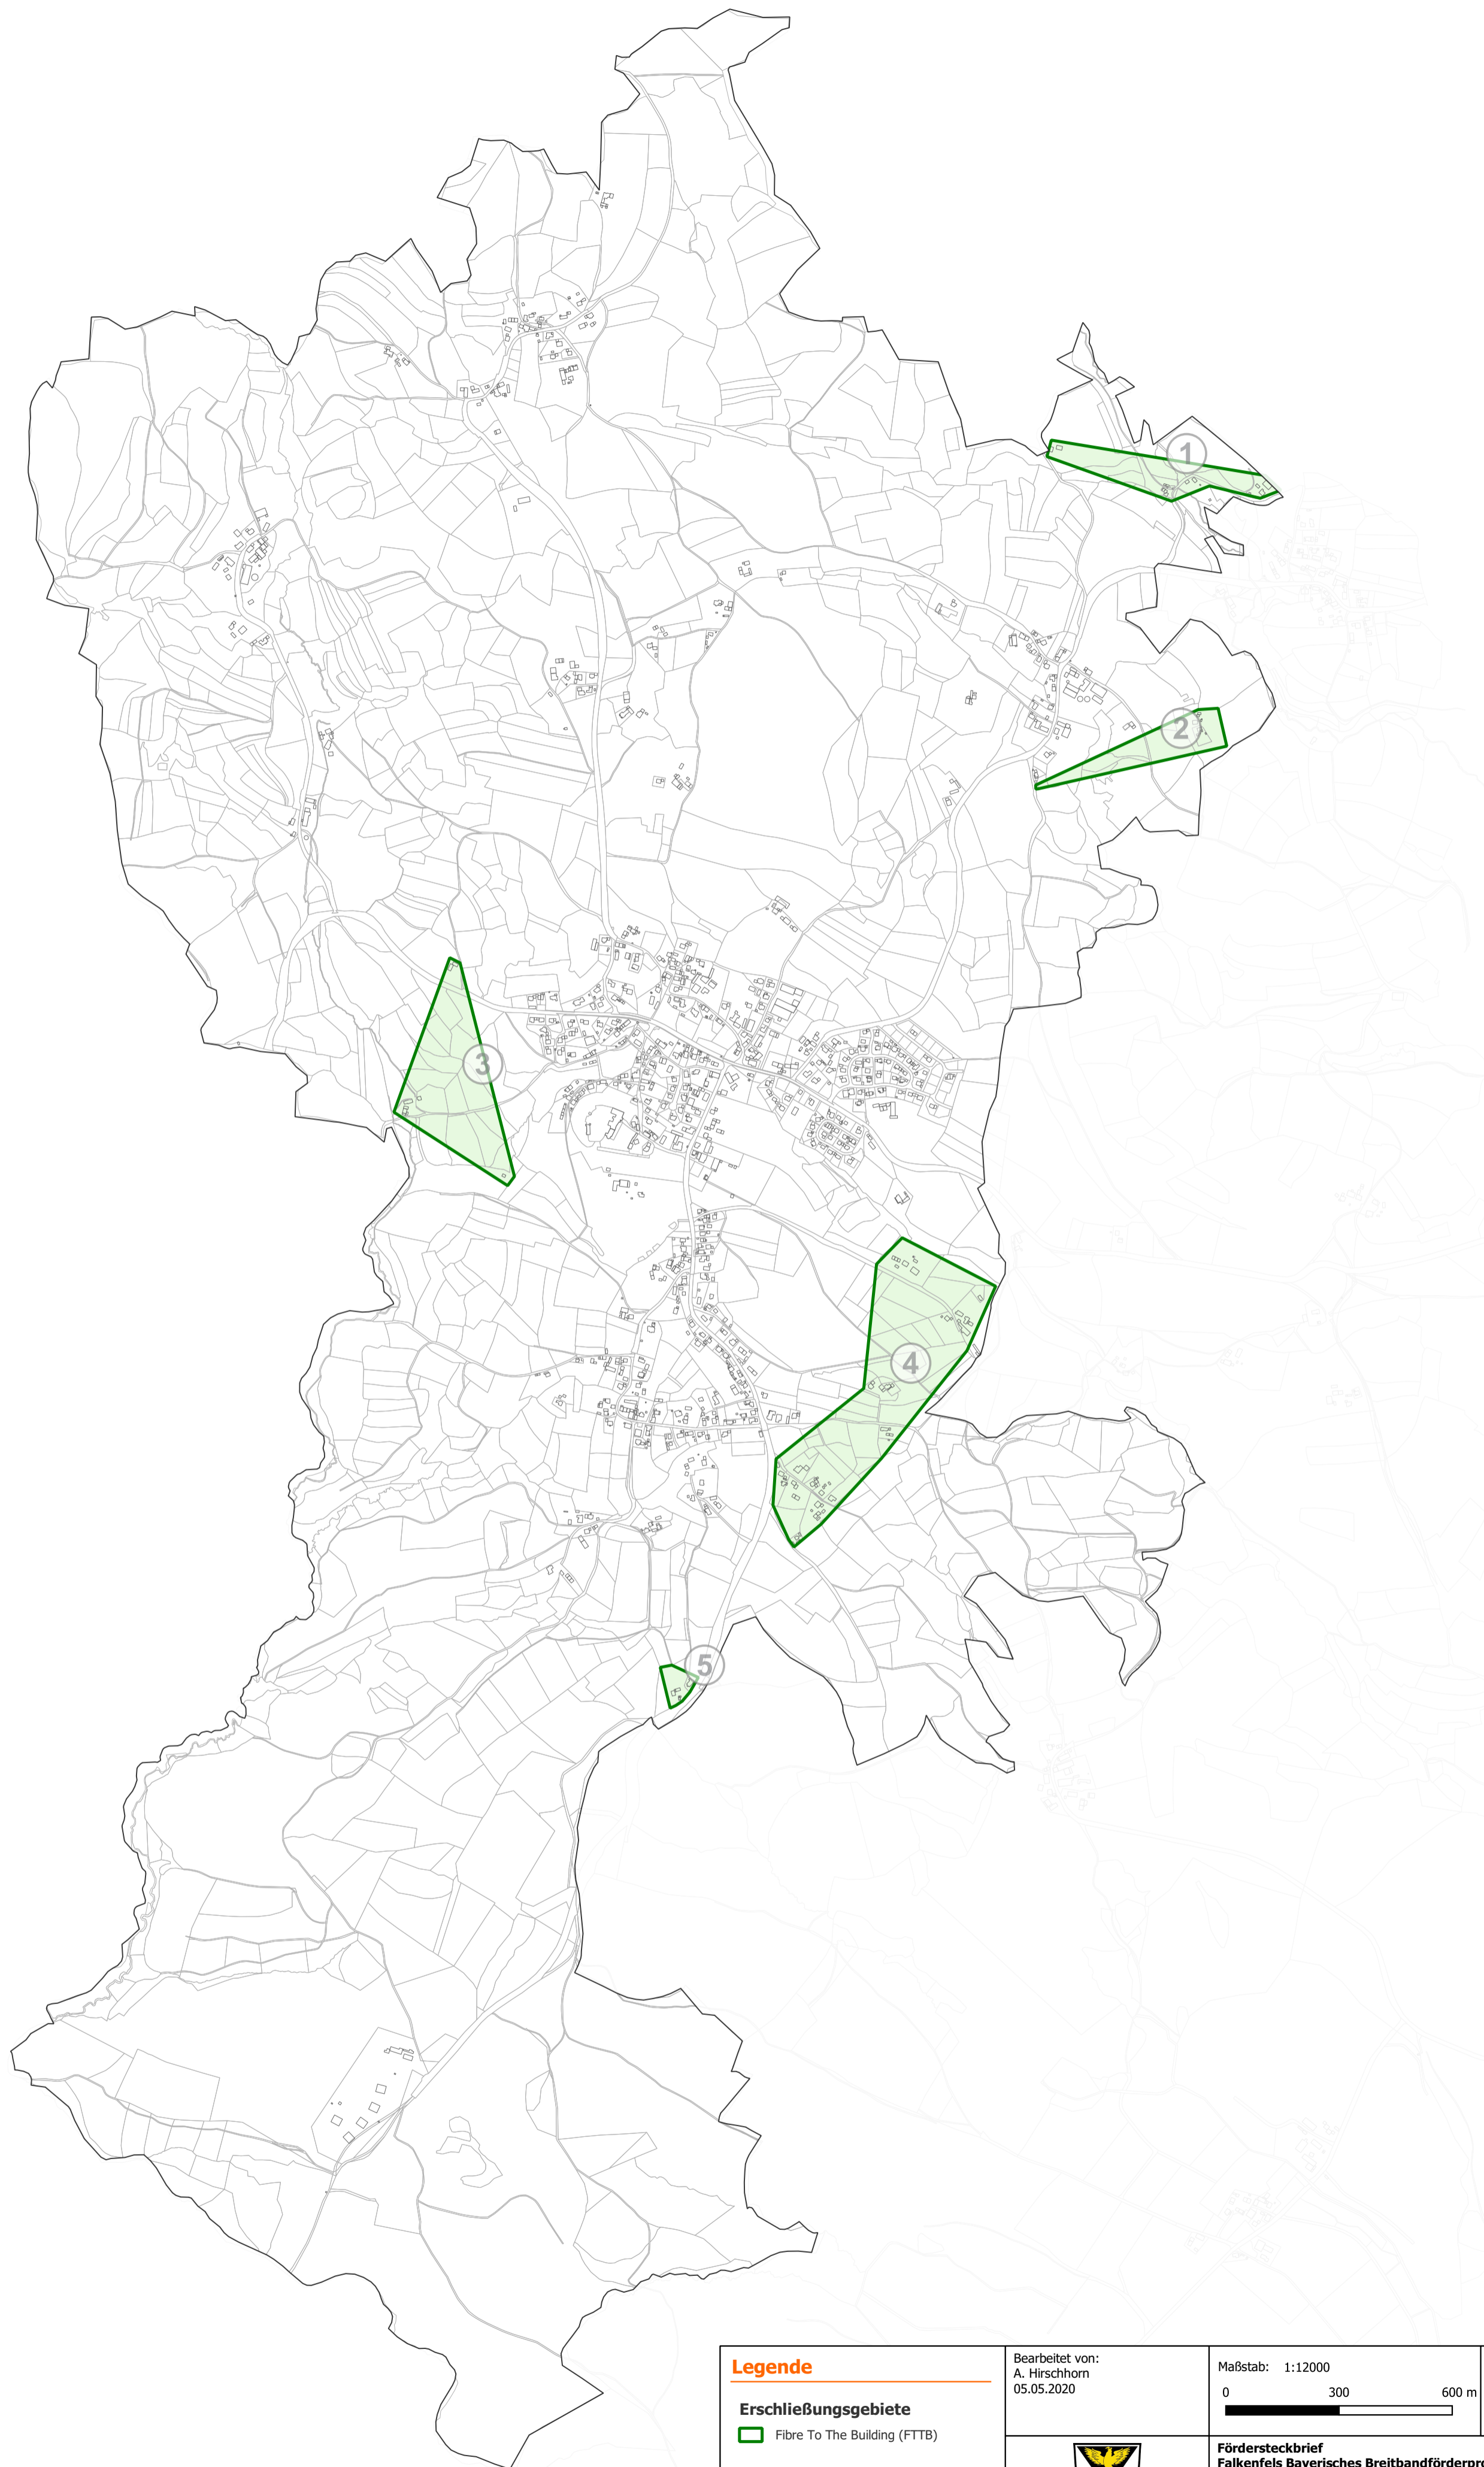 1
2
3
4
5
Legende
Erschließungsgebiete
Fibre To The Building (FTTB)
Bearbeitet von:
A. Hirschhorn
05.05.2020
Maßstab: 1:12000
0 300 600 m
Fördersteckbrief
Falkenfels Bayerisches Breitbandförderpro